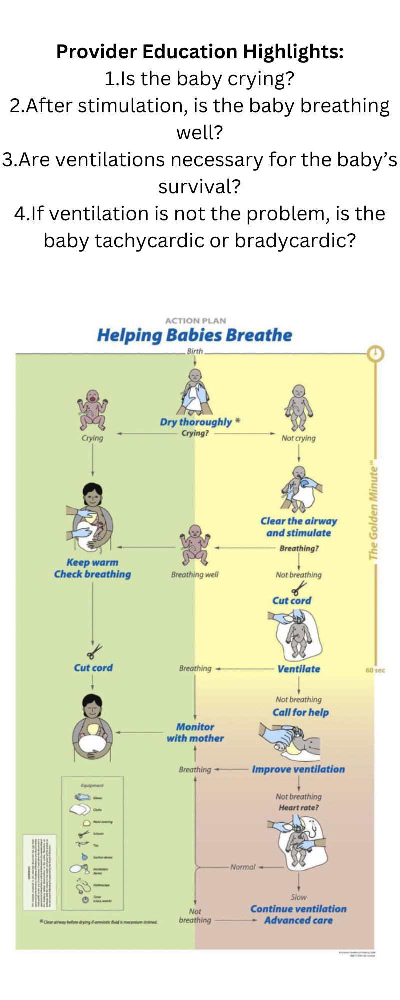 Provider Education Highlights:
1.Is the baby crying?
2.After stimulation, is the baby breathing
well?
3.Are ventilations necessary for the baby’s
survival?
4.If ventilation is not the problem, is the
baby tachycardic or bradycardic?
ACTION PLAN
Helping Babies Breathe
Birth
Dry thoroughly *
Crying?
Crying
Not crying
The Golden Minute
Clear the airway
and stimulate
Breathing?
Keep warm
Check breathing
Breathing well
Not breathing
Cut cord
Cut cord
Breathing
Ventilate
60 sec
Not breathing
Call for help
Monitor
with mother
Breathing
Improve ventilation
Not breathing
Heart rate?
Equipment
Gloves
Cloths
Head covering
Scissors
Ties
Suction device
Ventilation
device
Stethoscope
Timer
(clock, watch)
Normal
Slow
Continue ventilation
Advanced care
Not
breathing
* Clear airway before drying if amniotic fluid is meconium stained.